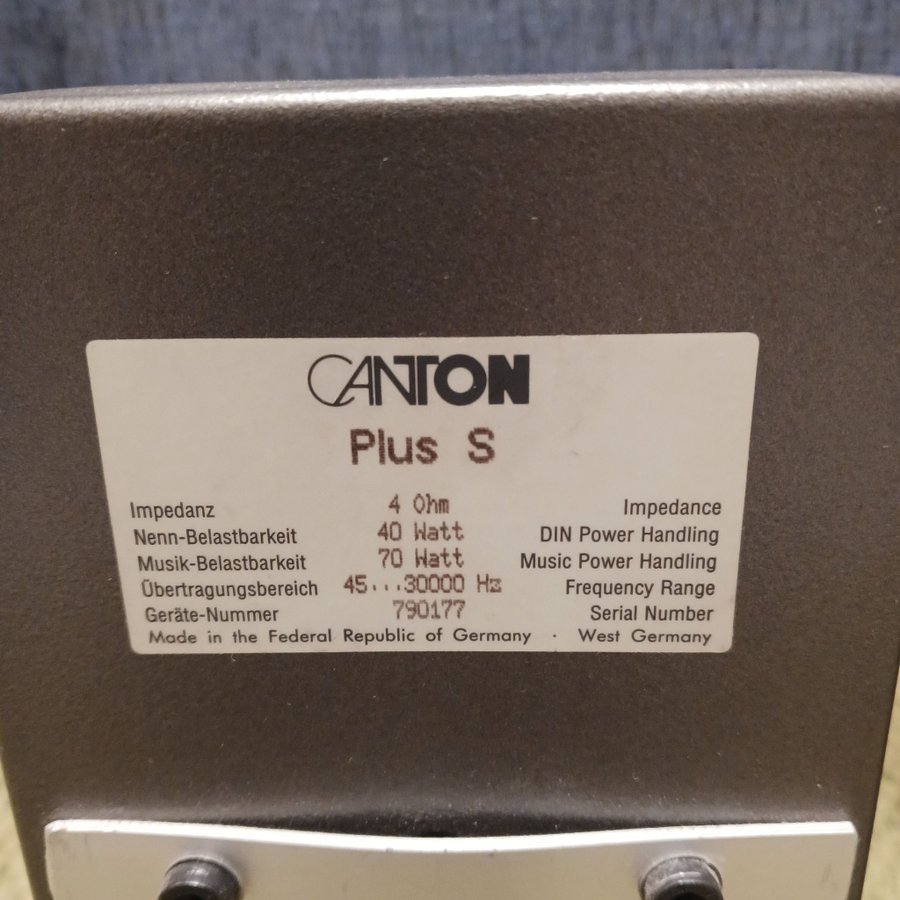 CANTON
Plus S
Impedanz 4 Ohm Impedance
Nenn-Belastbarkeit 40 Watt DIN Power Handling
Musik-Belastbarkeit 70 Watt Music Power Handling
Übertragungsbereich 45...30000 Hz Frequency Range
Geräte-Nummer 790177 Serial Number
Made in the Federal Republic of Germany · West Germany